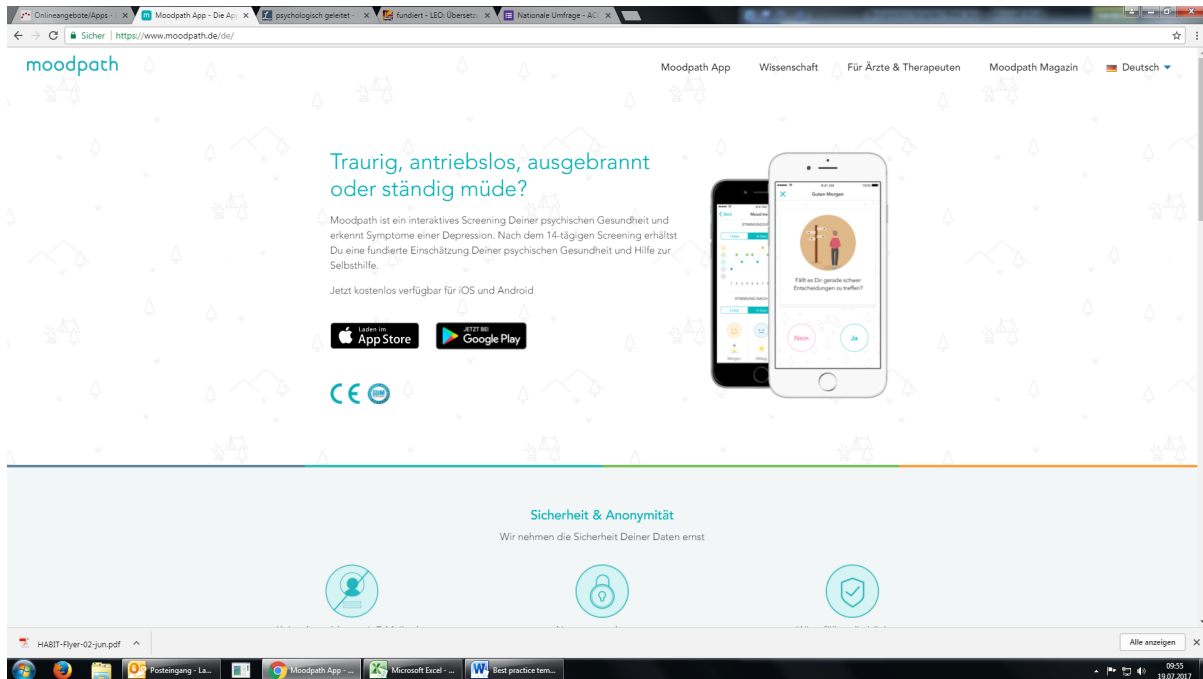 Onlineangebote/Apps -
Moodpath App - Die Ap
psychologisch geleitet -
fundiert - LEO: Übersetz
Nationale Umfrage - AC
Sicher | https://www.moodpath.de/de/
moodpath
Moodpath App
Wissenschaft
Für Ärzte & Therapeuten
Moodpath Magazin
Deutsch
Traurig, antriebslos, ausgebrannt
oder ständig müde?
Moodpath ist ein interaktives Screening Deiner psychischen Gesundheit und
erkennt Symptome einer Depression. Nach dem 14-tägigen Screening erhältst
Du eine fundierte Einschätzung Deiner psychischen Gesundheit und Hilfe zur
Selbsthilfe.
Jetzt kostenlos verfügbar für iOS und Android
Laden im
App Store
JETZT BEI
Google Play
CE
Guten Morgen
Fällt es Dir gerade schwer
Entscheidungen zu treffen?
Nein
Ja
STIMMUNG NACH
Morgen
Mittag
Sicherheit & Anonymität
Wir nehmen die Sicherheit Deiner Daten ernst
HABIT-Flyer-02-jun.pdf
Alle anzeigen
Posteingang - La...
Moodpath App - ...
Microsoft Excel - ...
Best practice tem...
09:55
19.07.2017